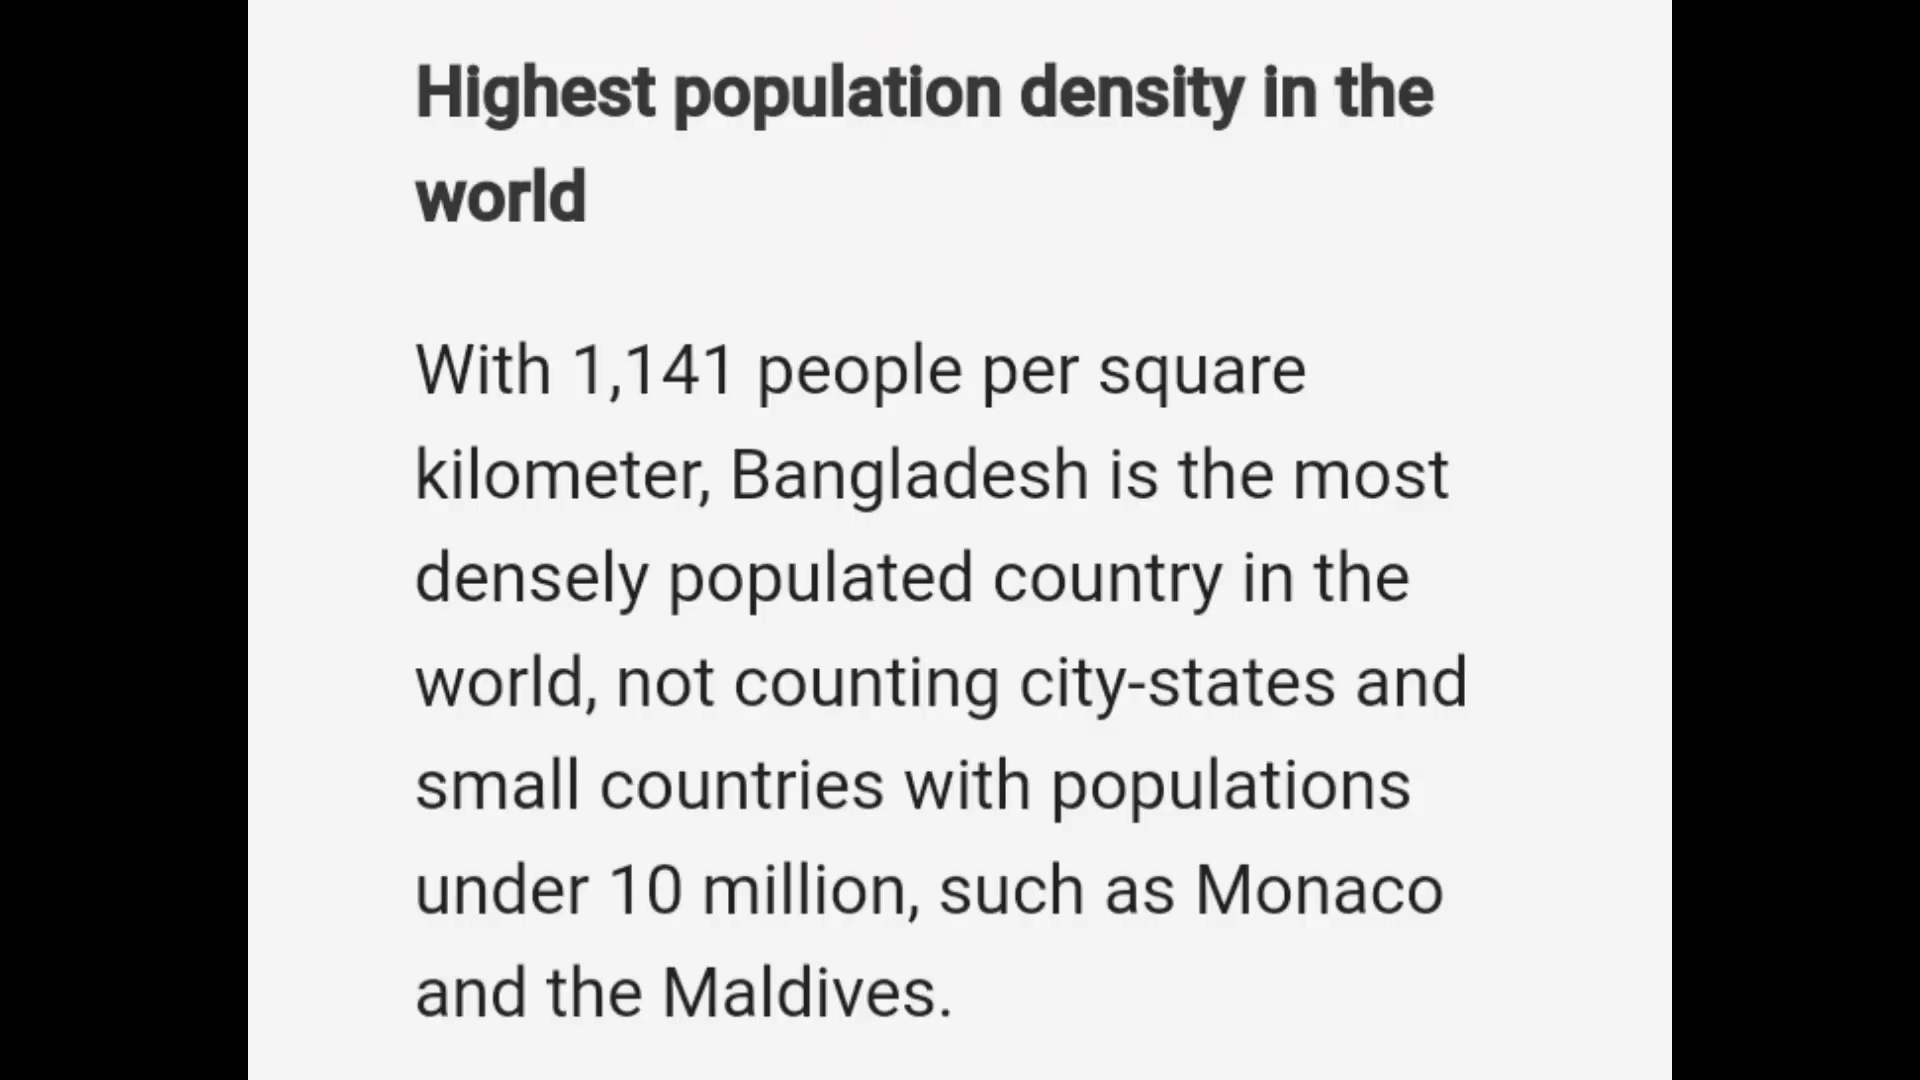 Highest population density in the
world
With 1,141 people per square
kilometer, Bangladesh is the most
densely populated country in the
world, not counting city-states and
small countries with populations
under 10 million, such as Monaco
and the Maldives.